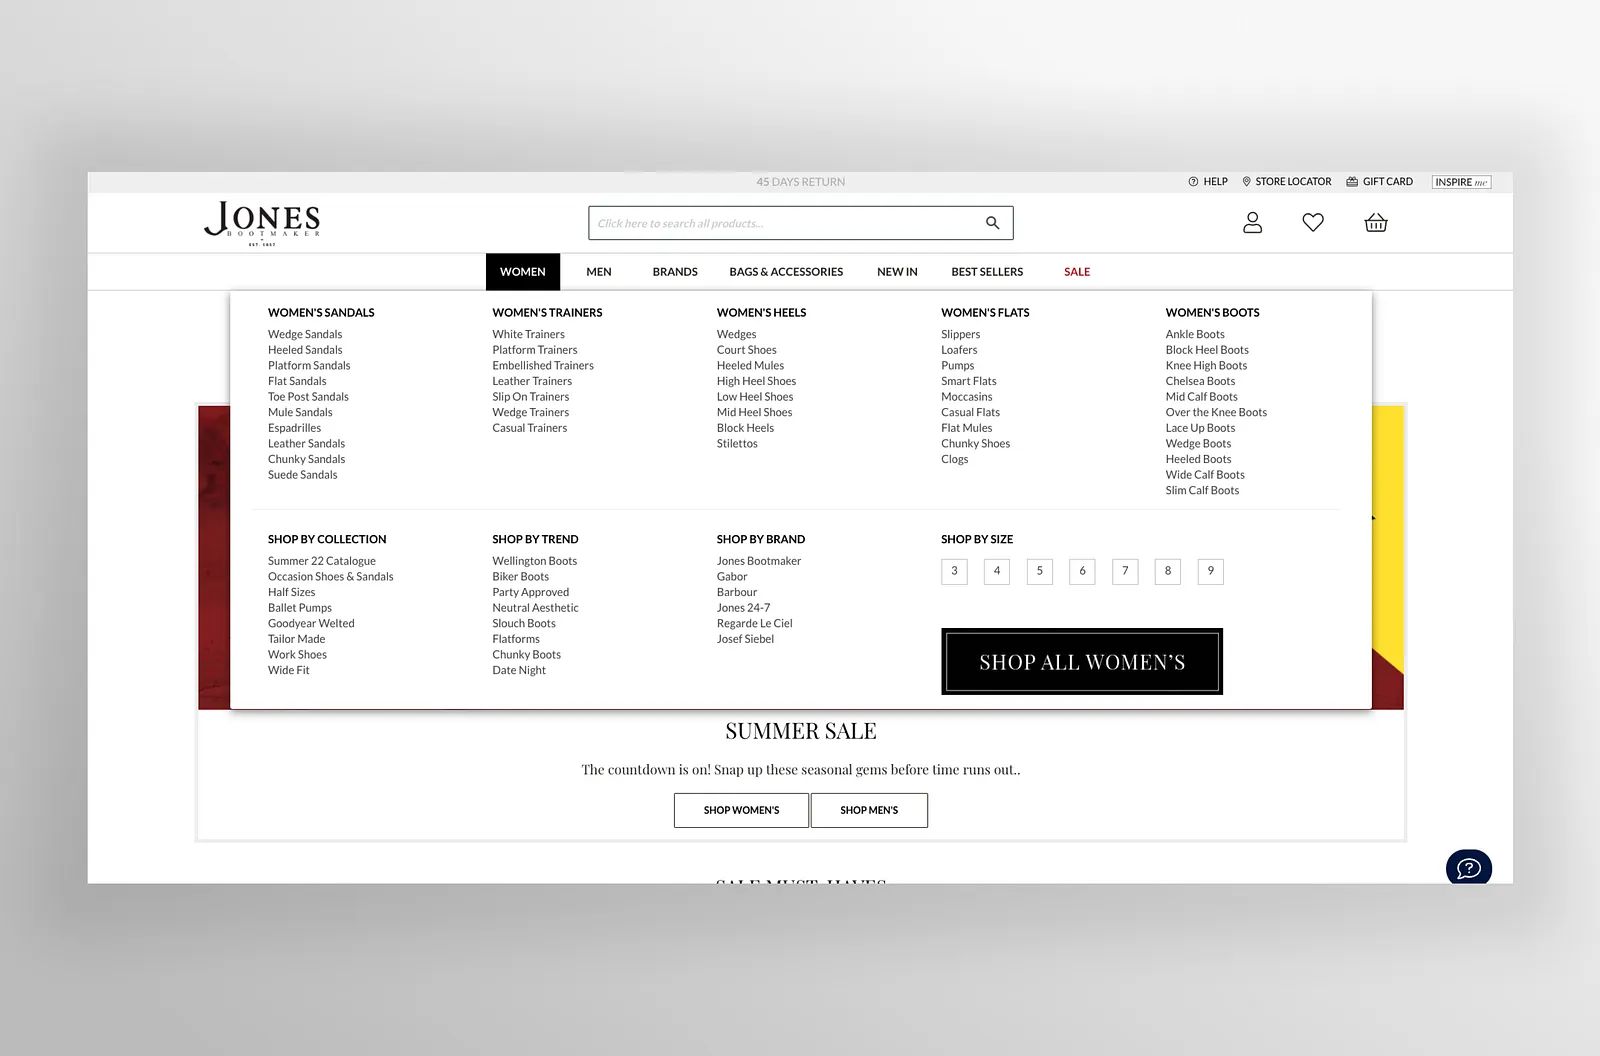 45 DAYS RETURN
HELP
STORE LOCATOR
GIFT CARD
INSPIRE me
JONES
BOOTMAKER
EST. 1857
Click here to search all products...
WOMEN
MEN
BRANDS
BAGS & ACCESSORIES
NEW IN
BEST SELLERS
SALE
WOMEN'S SANDALS
Wedge Sandals
Heeled Sandals
Platform Sandals
Flat Sandals
Toe Post Sandals
Mule Sandals
Espadrilles
Leather Sandals
Chunky Sandals
Suede Sandals
WOMEN'S TRAINERS
White Trainers
Platform Trainers
Embellished Trainers
Leather Trainers
Slip On Trainers
Wedge Trainers
Casual Trainers
WOMEN'S HEELS
Wedges
Court Shoes
Heeled Mules
High Heel Shoes
Low Heel Shoes
Mid Heel Shoes
Block Heels
Stilettos
WOMEN'S FLATS
Slippers
Loafers
Pumps
Smart Flats
Moccasins
Casual Flats
Flat Mules
Chunky Shoes
Clogs
WOMEN'S BOOTS
Ankle Boots
Block Heel Boots
Knee High Boots
Chelsea Boots
Mid Calf Boots
Over the Knee Boots
Lace Up Boots
Wedge Boots
Heeled Boots
Wide Calf Boots
Slim Calf Boots
SHOP BY COLLECTION
Summer 22 Catalogue
Occasion Shoes & Sandals
Half Sizes
Ballet Pumps
Goodyear Welted
Tailor Made
Work Shoes
Wide Fit
SHOP BY TREND
Wellington Boots
Biker Boots
Party Approved
Neutral Aesthetic
Slouch Boots
Flatforms
Chunky Boots
Date Night
SHOP BY BRAND
Jones Bootmaker
Gabor
Barbour
Jones 24-7
Regarde Le Ciel
Josef Siebel
SHOP BY SIZE
3 4 5 6 7 8 9
SHOP ALL WOMEN'S
SUMMER SALE
The countdown is on! Snap up these seasonal gems before time runs out..
SHOP WOMEN'S
SHOP MEN'S
SALE MUST-HAVES